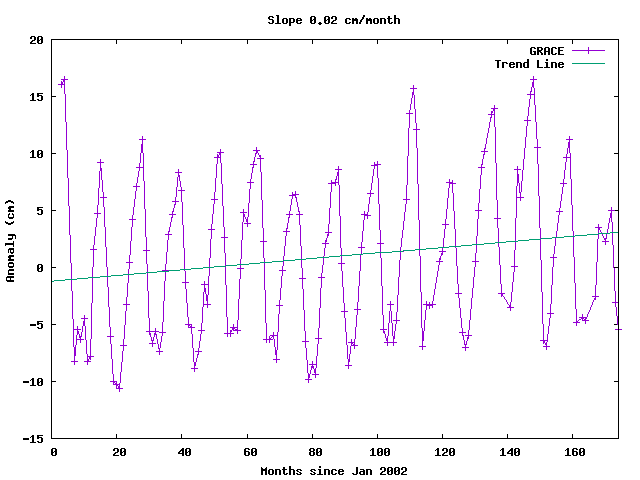 Slope 0.02 cm/month
GRACE
Trend Line
Anomaly (cm)
20
15
10
5
0
-5
-10
-15
0 20 40 60 80 100 120 140 160
Months since Jan 2002